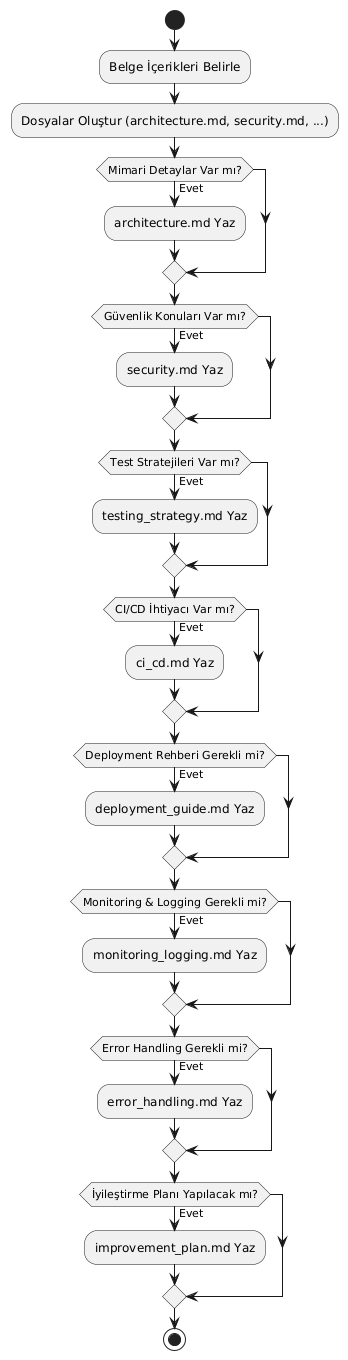 Belge İçerikleri Belirle
Dosyalar Oluştur (architecture.md, security.md, ...)
Mimari Detaylar Var mı?
Evet
architecture.md Yaz
Güvenlik Konuları Var mı?
Evet
security.md Yaz
Test Stratejileri Var mı?
Evet
testing_strategy.md Yaz
CI/CD İhtiyacı Var mı?
Evet
ci_cd.md Yaz
Deployment Rehberi Gerekli mi?
Evet
deployment_guide.md Yaz
Monitoring & Logging Gerekli mi?
Evet
monitoring_logging.md Yaz
Error Handling Gerekli mi?
Evet
error_handling.md Yaz
İyileştirme Planı Yapılacak mı?
Evet
improvement_plan.md Yaz